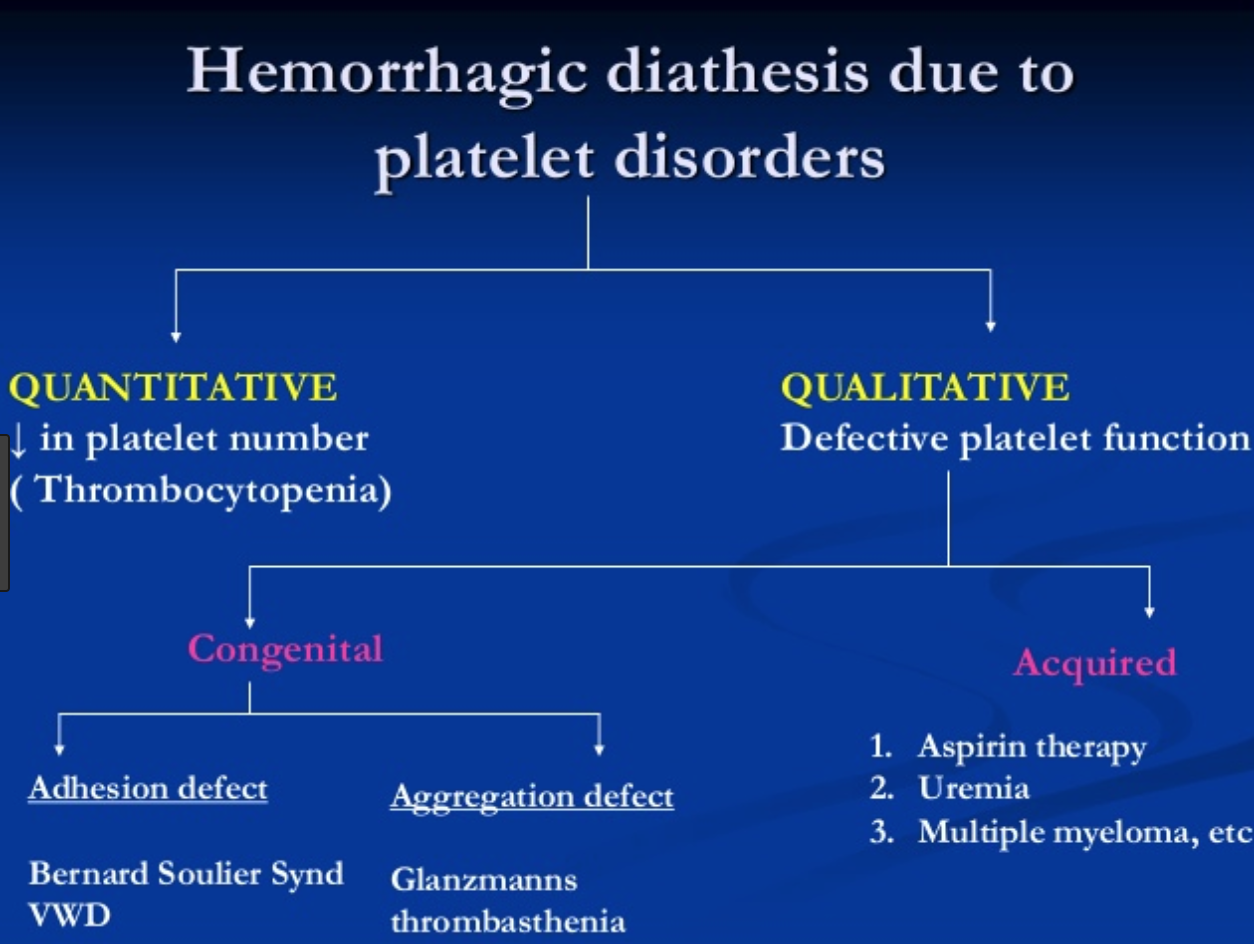 Hemorrhagic diathesis due to
platelet disorders
QUANTITATIVE
↓ in platelet number
( Thrombocytopenia)
QUALITATIVE
Defective platelet function
Congenital
Acquired
Adhesion defect
Bernard Soulier Synd
VWD
Aggregation defect
Glanzmanns
thrombasthenia
1. Aspirin therapy
2. Uremia
3. Multiple myeloma, etc